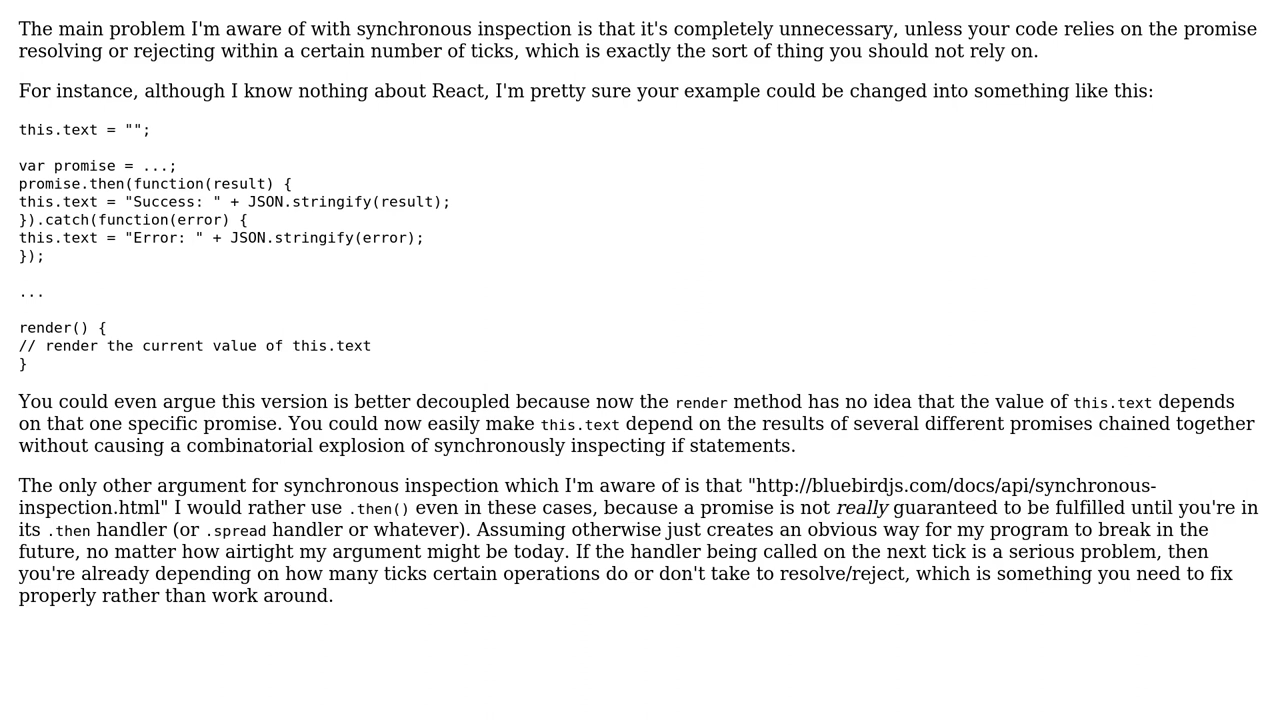 The main problem I'm aware of with synchronous inspection is that it's completely unnecessary, unless your code relies on the promise
resolving or rejecting within a certain number of ticks, which is exactly the sort of thing you should not rely on.
For instance, although I know nothing about React, I'm pretty sure your example could be changed into something like this:
this.text = "";
var promise = ...;
promise.then(function(result) {
this.text = "Success: " + JSON.stringify(result);
}).catch(function(error) {
this.text = "Error: " + JSON.stringify(error);
});
...
render() {
// render the current value of this.text
}
You could even argue this version is better decoupled because now the render method has no idea that the value of this.text depends
on that one specific promise. You could now easily make this.text depend on the results of several different promises chained together
without causing a combinatorial explosion of synchronously inspecting if statements.
The only other argument for synchronous inspection which I'm aware of is that "http://bluebirdjs.com/docs/api/synchronous-
inspection.html" I would rather use .then() even in these cases, because a promise is not really guaranteed to be fulfilled until you're in
its .then handler (or .spread handler or whatever). Assuming otherwise just creates an obvious way for my program to break in the
future, no matter how airtight my argument might be today. If the handler being called on the next tick is a serious problem, then
you're already depending on how many ticks certain operations do or don't take to resolve/reject, which is something you need to fix
properly rather than work around.